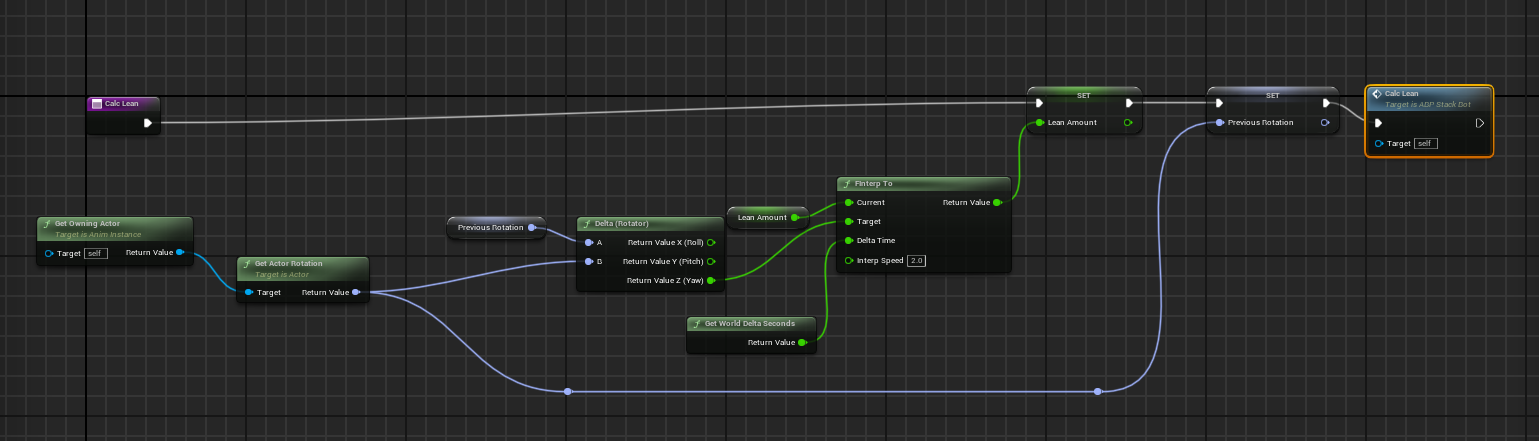 Calc Lean
SET
Lean Amount
SET
Previous Rotation
Calc Lean
Target is ABP Stack Bot
Target self
Get Owning Actor
Target is Anim Instance
Target self Return Value
Get Actor Rotation
Target is Actor
Target Return Value
Previous Rotation
Delta (Rotator)
A Return Value X (Roll)
B Return Value Y (Pitch)
Return Value Z (Yaw)
Lean Amount
FInterp To
Current Return Value
Target
Delta Time
Interp Speed 2.0
Get World Delta Seconds
Return Value